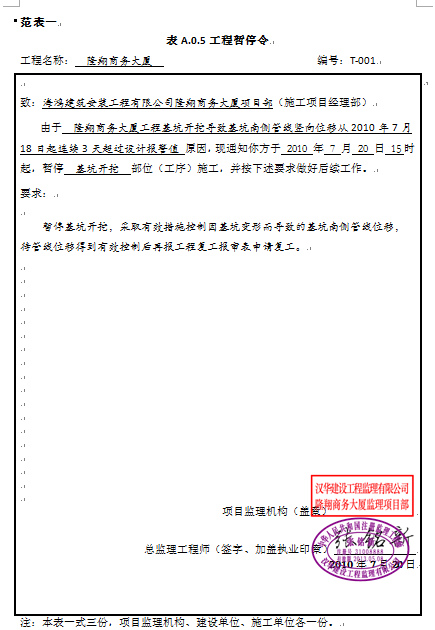 范表一
表 A.0.5 工程暂停令
工程名称： 隆翔商务大厦 编号：T-001
致：海鸿建筑安装工程有限公司隆翔商务大厦项目部（施工项目经理部）
由于 隆翔商务大厦工程基坑开挖导致基坑南侧管线竖向位移从 2010 年 7 月
18 日起连续 3 天超过设计报警值 原因，现通知你方于 2010 年 7 月 20 日 15 时
起，暂停 基坑开挖 部位（工序）施工，并按下述要求做好后续工作。
要求：
暂停基坑开挖，采取有效措施控制因基坑变形而导致的基坑南侧管线位移，
待管线位移得到有效控制后再报工程复工报审表申请复工。
汉华建设工程监理有限公司
隆翔商务大厦监理项目部
项目监理机构（盖章）
总监理工程师（签字、加盖执业印章）
2010 年 7 月 20 日
注：本表一式三份，项目监理机构、建设单位、施工单位各一份。